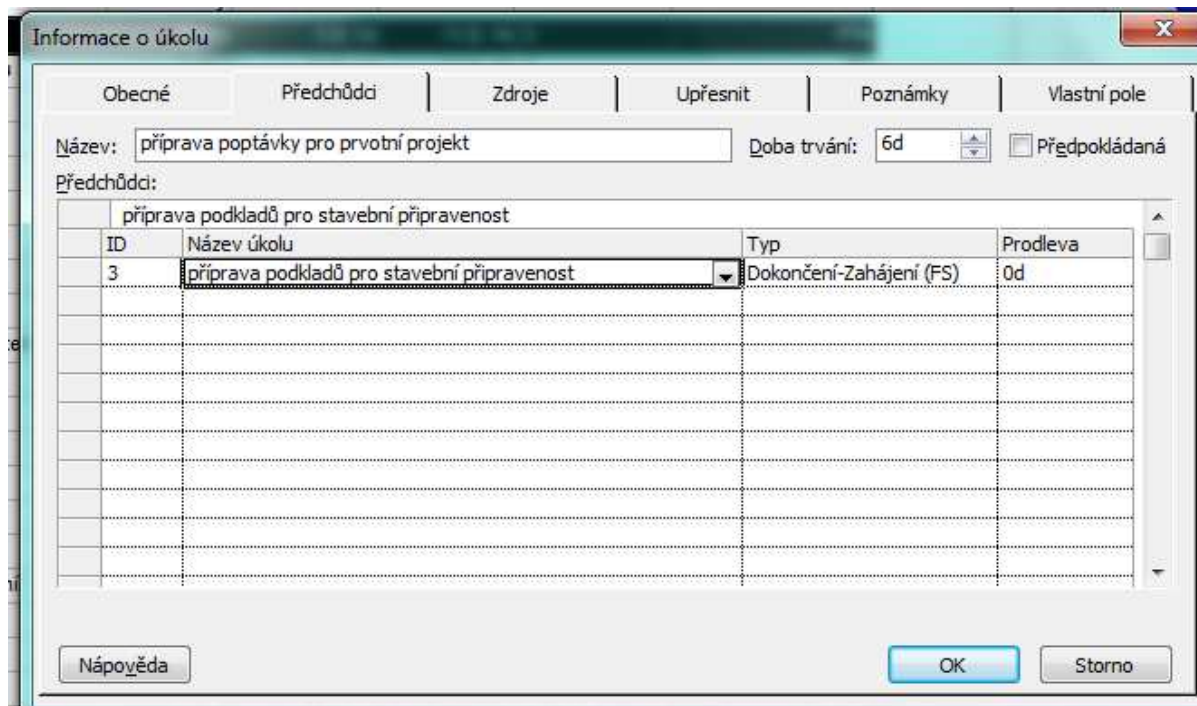 Informace o úkolu
Obecné Předchůdci Zdroje Upřesnit Poznámky Vlastní pole
Název: příprava poptávky pro prvotní projekt Doba trvání: 6d Předpokládaná
Předchůdci:
příprava podkladů pro stavební připravenost
ID Název úkolu Typ Prodleva
3 příprava podkladů pro stavební připravenost Dokončení-Zahájení (FS) 0d
Nápověda OK Storno